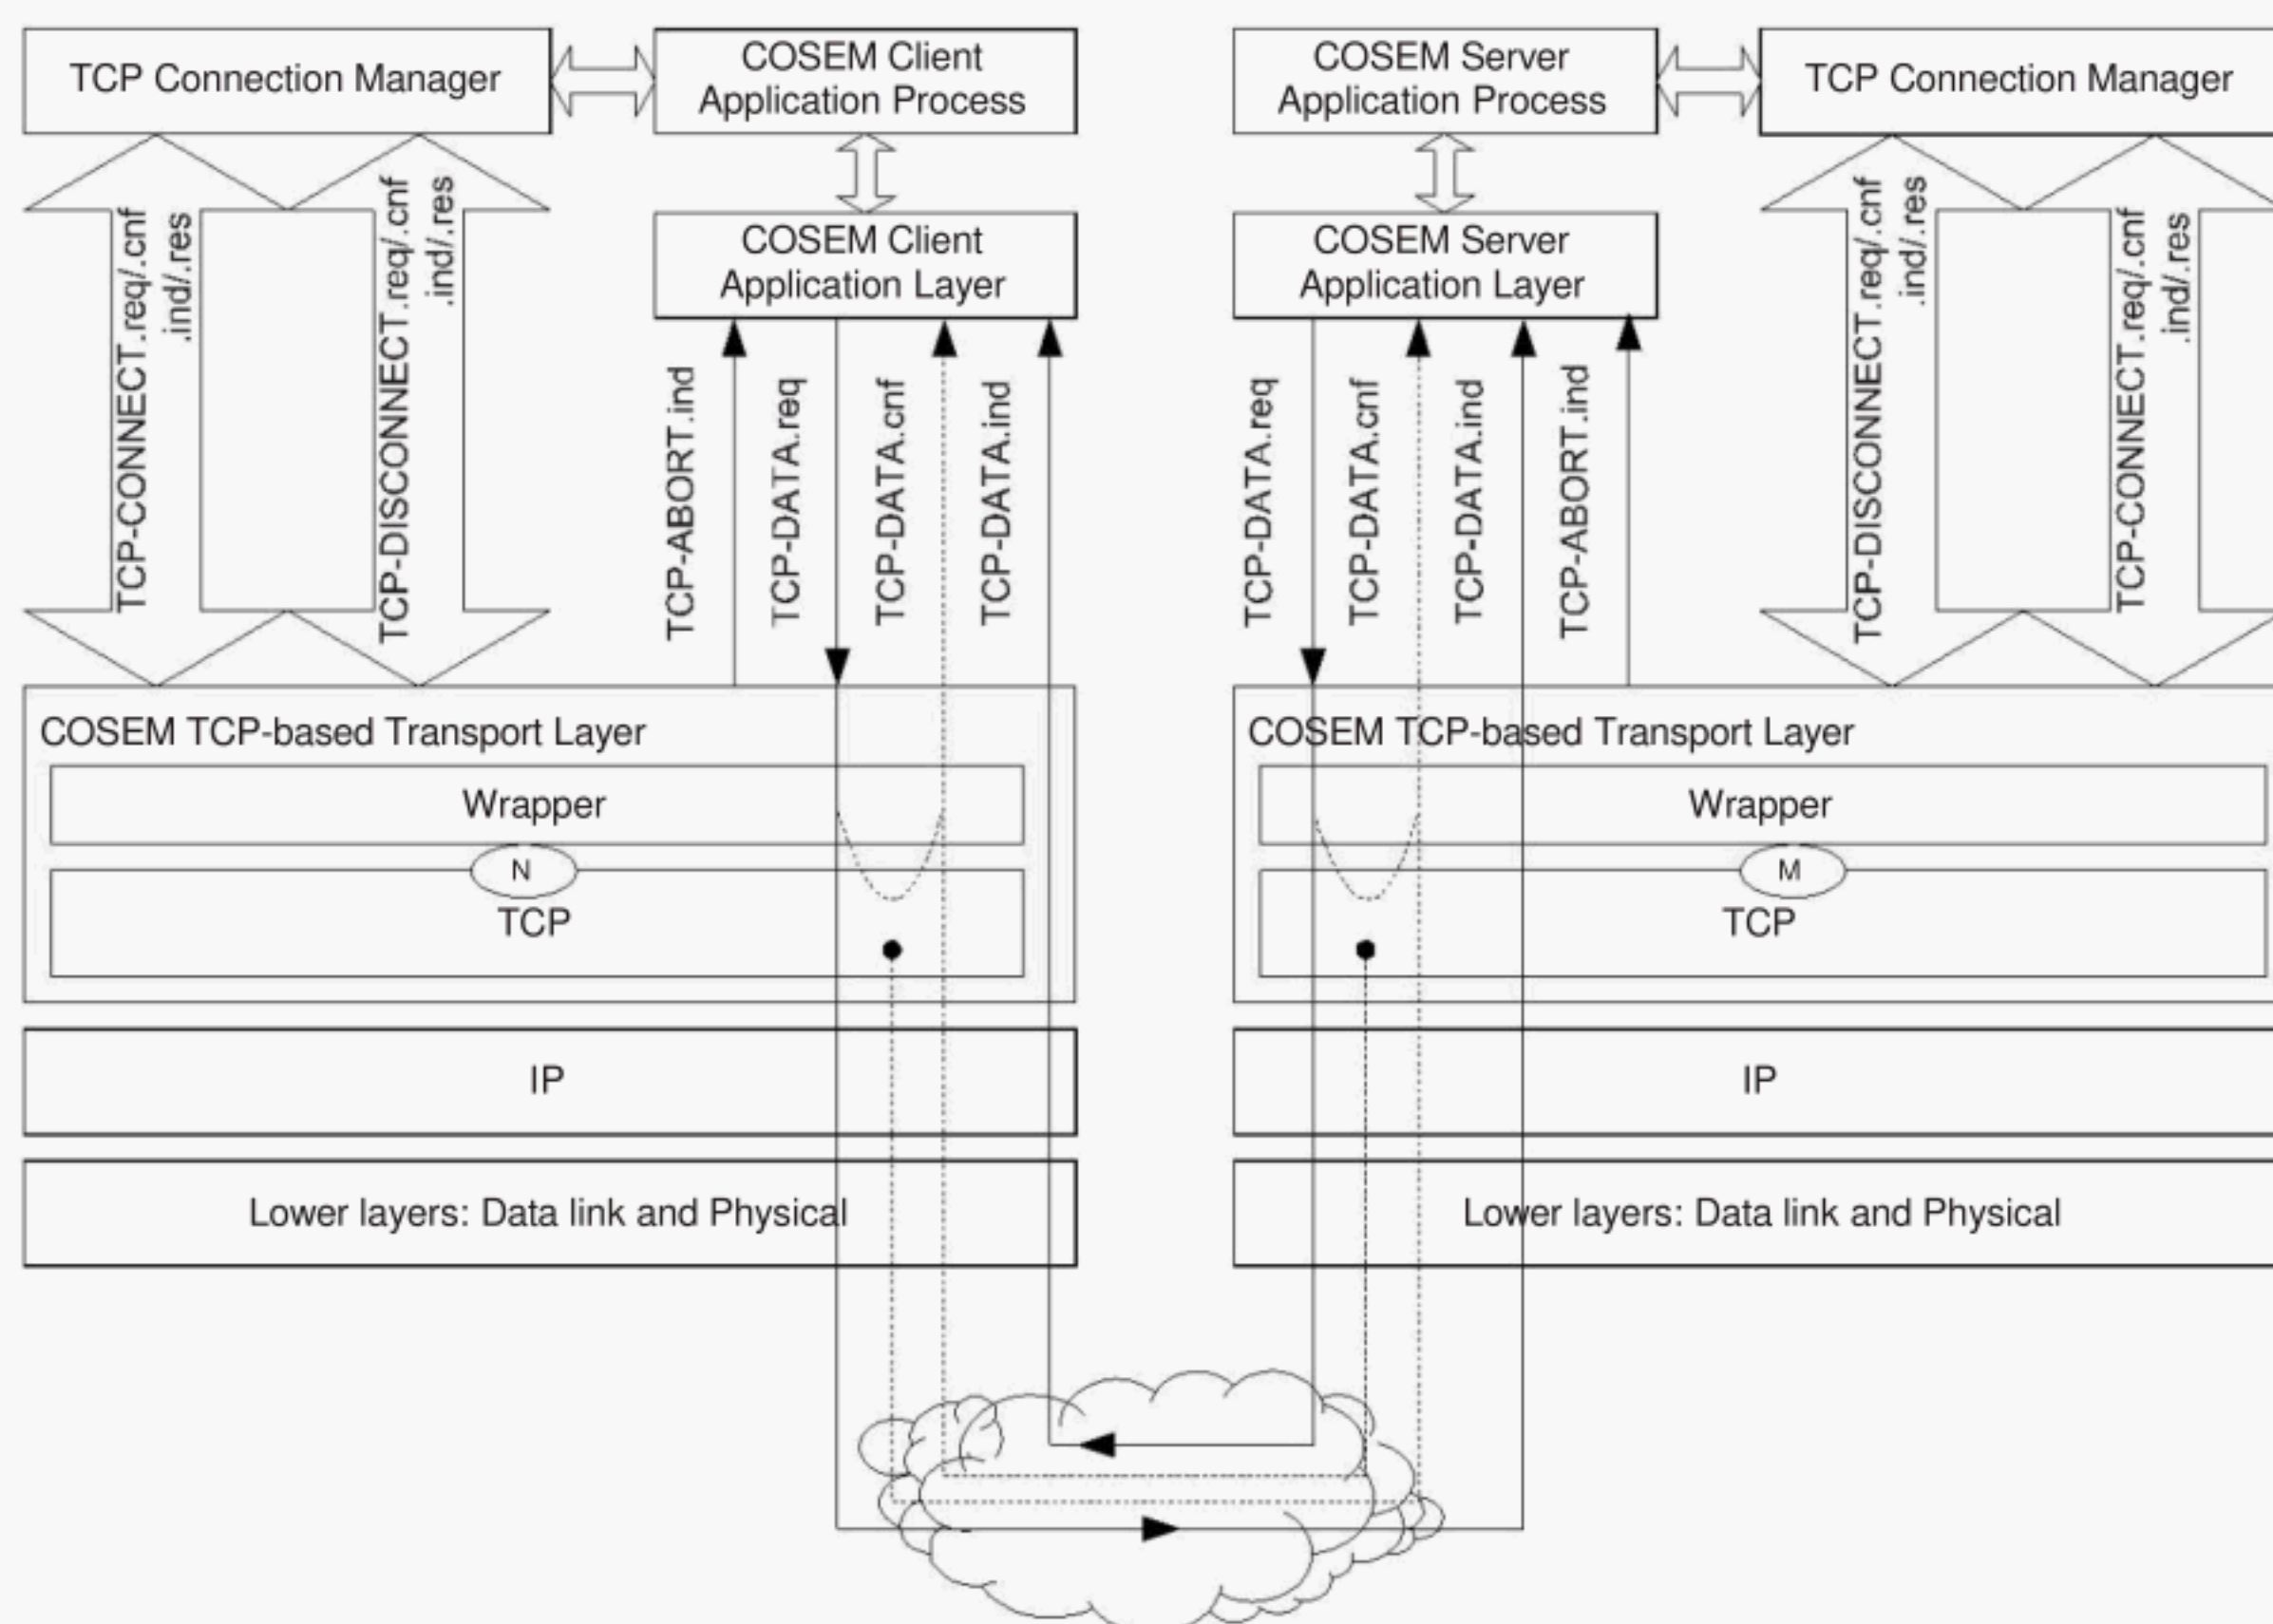 TCP Connection Manager
COSEM Client
Application Process
COSEM Server
Application Process
TCP Connection Manager
COSEM Client
Application Layer
COSEM Server
Application Layer
TCP-CONNECT.req/.cnf
.ind/.res
TCP-DISCONNECT.req/.cnf
.ind/.res
TCP-ABORT.ind
TCP-DATA.req
TCP-DATA.cnf
TCP-DATA.ind
TCP-DATA.req
TCP-DATA.cnf
TCP-DATA.ind
TCP-ABORT.ind
TCP-DISCONNECT.req/.cnf
.ind/.res
TCP-CONNECT.req/.cnf
.ind/.res
COSEM TCP-based Transport Layer
Wrapper
N
TCP
IP
Lower layers: Data link and Physical
COSEM TCP-based Transport Layer
Wrapper
M
TCP
IP
Lower layers: Data link and Physical